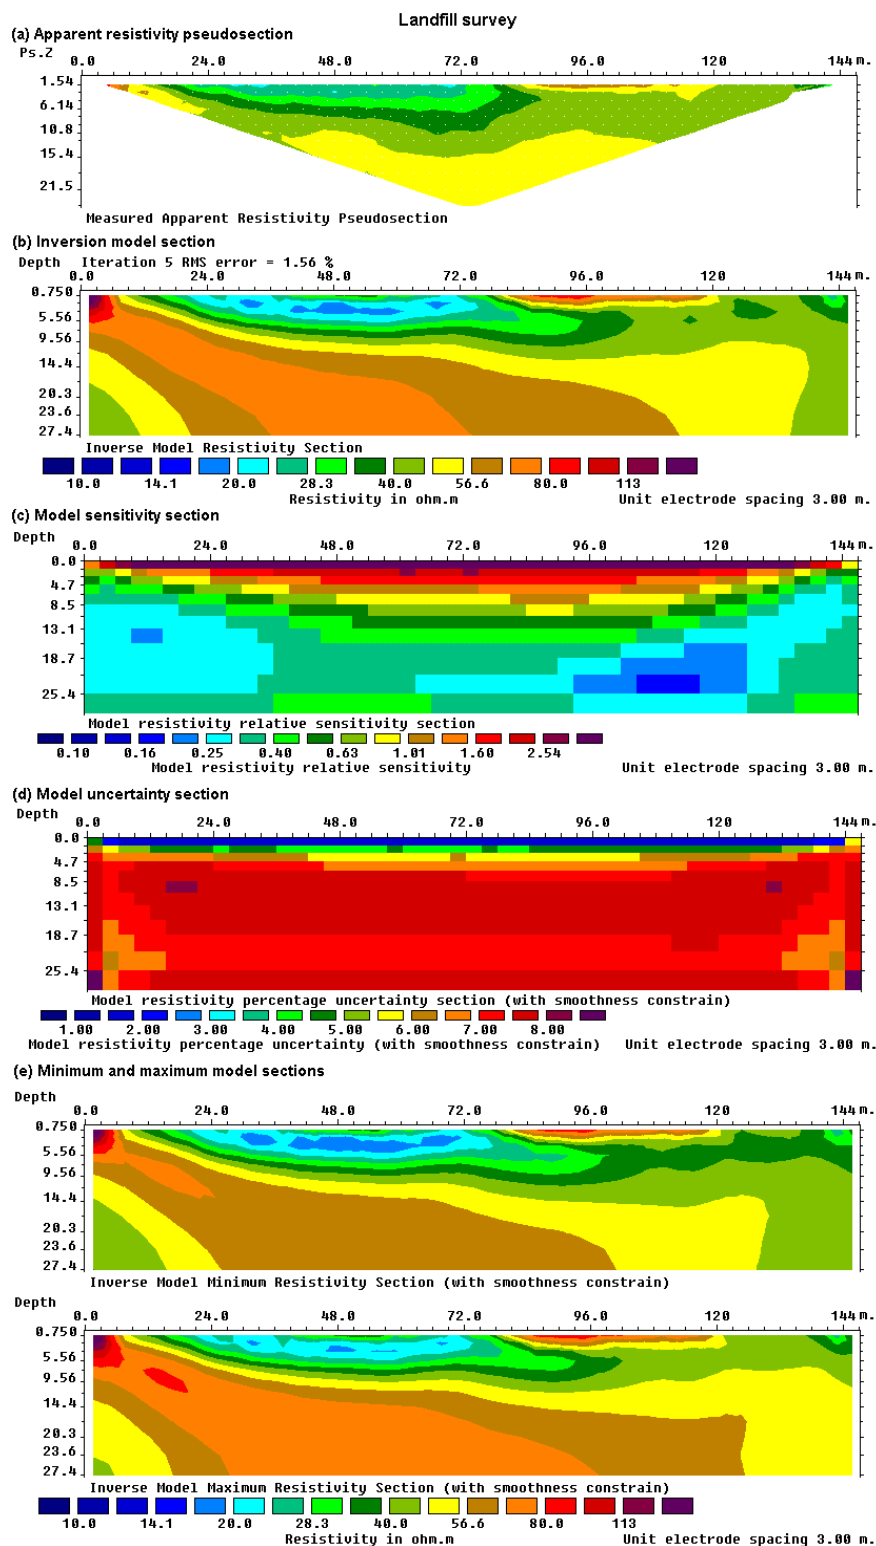 Landfill survey
(a) Apparent resistivity pseudosection
Ps.Z 0.0 24.0 48.0 72.0 96.0 120 144 m.
1.54
6.14
10.8
15.4
21.5
Measured Apparent Resistivity Pseudosection
(b) Inversion model section
Depth Iteration 5 RMS error = 1.56 %
0.0 24.0 48.0 72.0 96.0 120 144 m.
0.750
5.56
9.56
14.4
20.3
23.6
27.4
Inverse Model Resistivity Section
10.0 14.1 20.0 28.3 40.0 56.6 80.0 113
Resistivity in ohm.m Unit electrode spacing 3.00 m.
(c) Model sensitivity section
Depth 0.0 24.0 48.0 72.0 96.0 120 144 m.
0.0
4.7
8.5
13.1
18.7
25.4
Model resistivity relative sensitivity section
0.10 0.16 0.25 0.40 0.63 1.01 1.60 2.54
Model resistivity relative sensitivity Unit electrode spacing 3.00 m.
(d) Model uncertainty section
Depth 0.0 24.0 48.0 72.0 96.0 120 144 m.
0.0
4.7
8.5
13.1
18.7
25.4
Model resistivity percentage uncertainty section (with smoothness constrain)
1.00 2.00 3.00 4.00 5.00 6.00 7.00 8.00
Model resistivity percentage uncertainty (with smoothness constrain) Unit electrode spacing 3.00 m.
(e) Minimum and maximum model sections
Depth 0.0 24.0 48.0 72.0 96.0 120 144 m.
0.750
5.56
9.56
14.4
20.3
23.6
27.4
Inverse Model Minimum Resistivity Section (with smoothness constrain)
Depth 0.0 24.0 48.0 72.0 96.0 120 144 m.
0.750
5.56
9.56
14.4
20.3
23.6
27.4
Inverse Model Maximum Resistivity Section (with smoothness constrain)
10.0 14.1 20.0 28.3 40.0 56.6 80.0 113
Resistivity in ohm.m Unit electrode spacing 3.00 m.